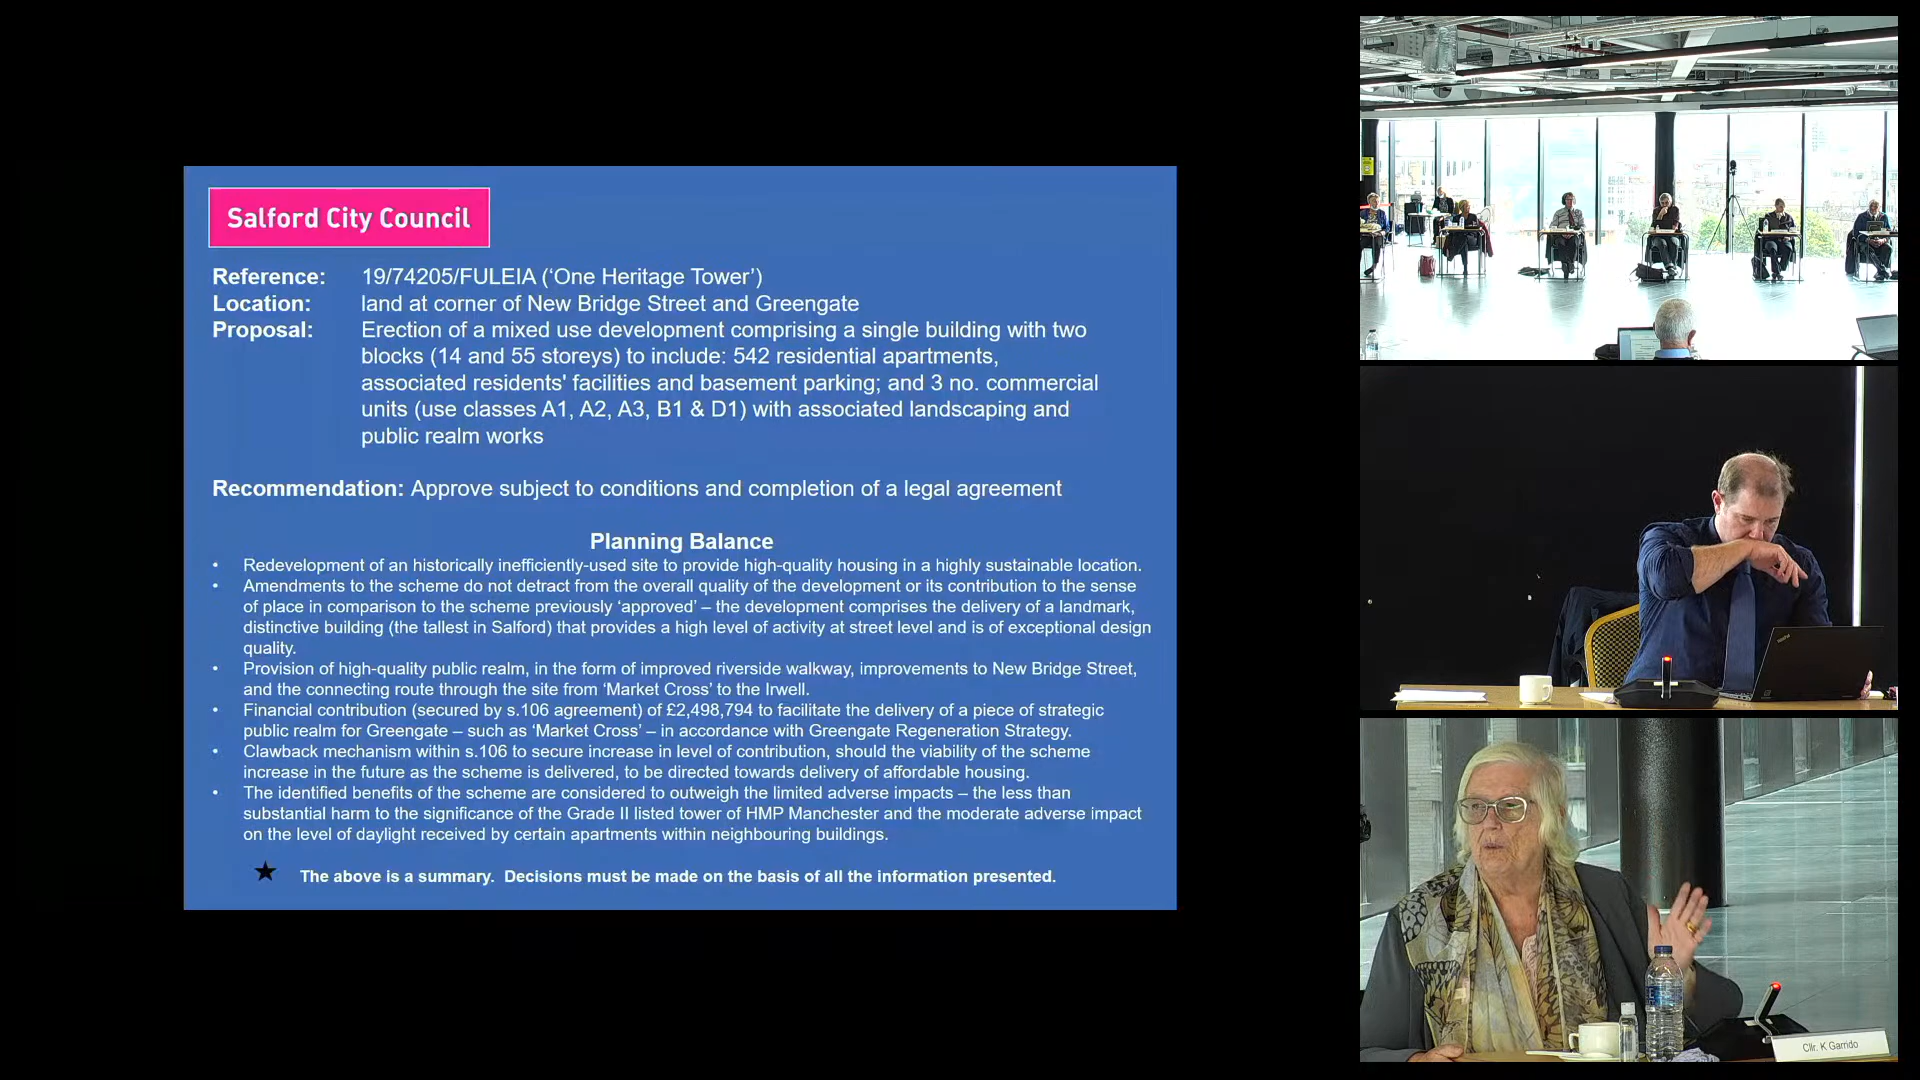 Salford City Council
Reference: 19/74205/FULEIA (‘One Heritage Tower’)
Location: land at corner of New Bridge Street and Greengate
Proposal: Erection of a mixed use development comprising a single building with two
blocks (14 and 55 storeys) to include: 542 residential apartments,
associated residents' facilities and basement parking; and 3 no. commercial
units (use classes A1, A2, A3, B1 & D1) with associated landscaping and
public realm works
Recommendation: Approve subject to conditions and completion of a legal agreement
Planning Balance
• Redevelopment of an historically inefficiently-used site to provide high-quality housing in a highly sustainable location.
• Amendments to the scheme do not detract from the overall quality of the development or its contribution to the sense
of place in comparison to the scheme previously ‘approved’ – the development comprises the delivery of a landmark,
distinctive building (the tallest in Salford) that provides a high level of activity at street level and is of exceptional design
quality.
• Provision of high-quality public realm, in the form of improved riverside walkway, improvements to New Bridge Street,
and the connecting route through the site from ‘Market Cross’ to the Irwell.
• Financial contribution (secured by s.106 agreement) of £2,498,794 to facilitate the delivery of a piece of strategic
public realm for Greengate – such as ‘Market Cross’ – in accordance with Greengate Regeneration Strategy.
• Clawback mechanism within s.106 to secure increase in level of contribution, should the viability of the scheme
increase in the future as the scheme is delivered, to be directed towards delivery of affordable housing.
• The identified benefits of the scheme are considered to outweigh the limited adverse impacts – the less than
substantial harm to the significance of the Grade II listed tower of HMP Manchester and the moderate adverse impact
on the level of daylight received by certain apartments within neighbouring buildings.
★ The above is a summary. Decisions must be made on the basis of all the information presented.
Cllr. K Garrido